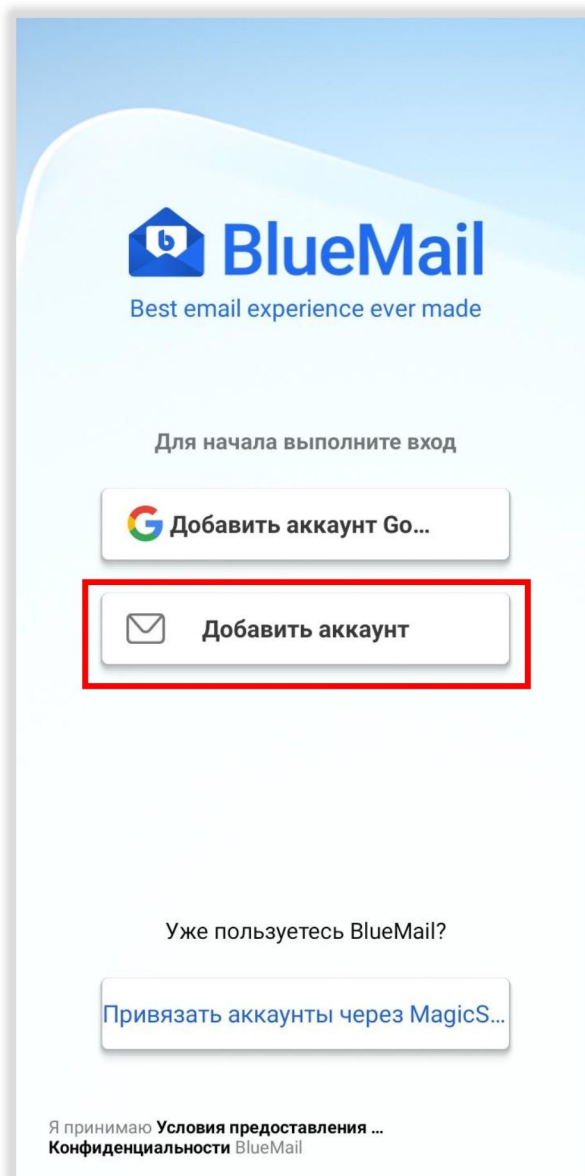 BlueMail
Best email experience ever made
Для начала выполните вход
Добавить аккаунт Go...
Добавить аккаунт
Уже пользуетесь BlueMail?
Привязать аккаунты через MagicS...
Я принимаю Условия предоставления ...
Конфиденциальности BlueMail